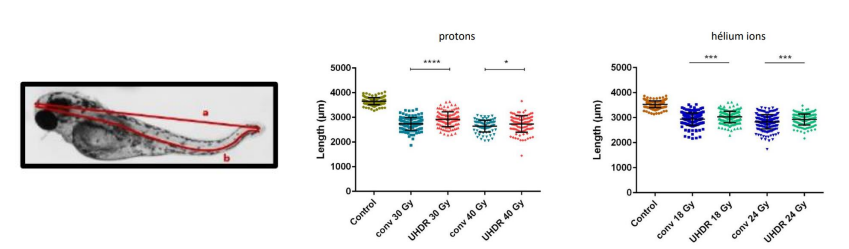 a
b
protons
5000
4000
3000
2000
1000
0
Length (µm)
****
*
Control
conv 30 Gy
UHDR 30 Gy
conv 40 Gy
UHDR 40 Gy
hélium ions
5000
4000
3000
2000
1000
0
Length (µm)
***
***
Control
conv 18 Gy
UHDR 18 Gy
conv 24 Gy
UHDR 24 Gy